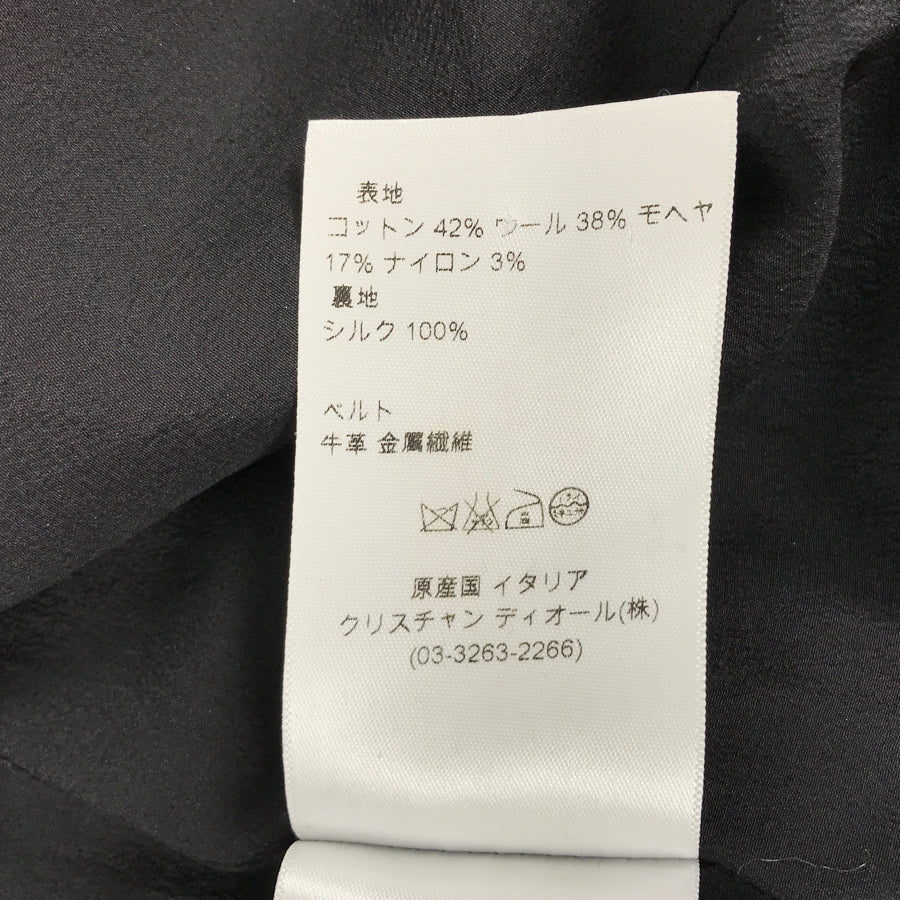 表地
コットン 42% ウール 38% モヘヤ
17% ナイロン 3%
裏地
シルク 100%
ベルト
牛革 金属繊維
高
原産国 イタリア
クリスチャン ディオール(株)
(03-3263-2266)